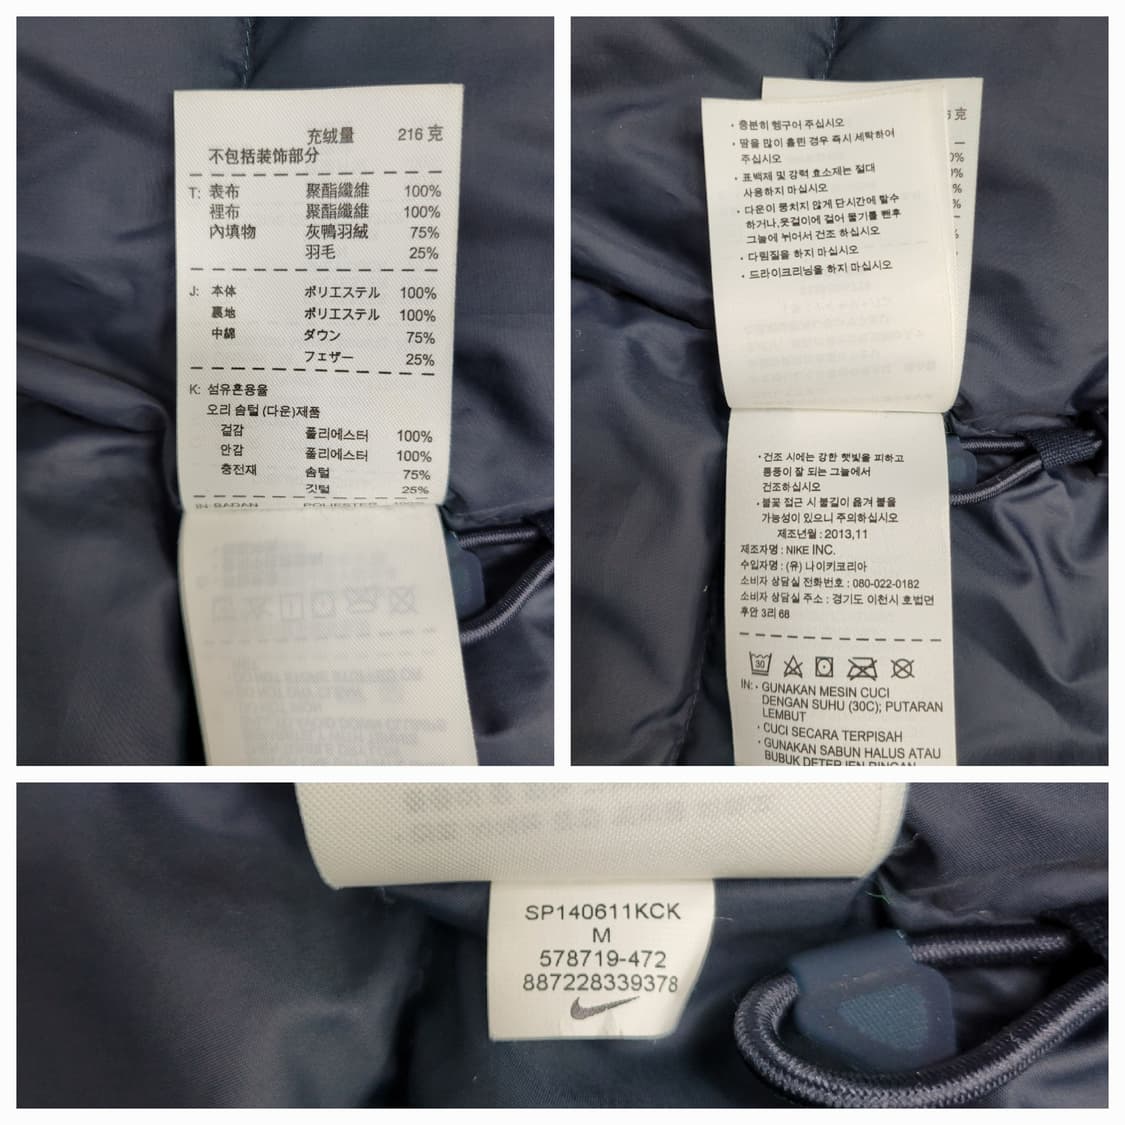 充绒量 216 克
不包括装饰部分
T: 表布 聚酯纖維 100%
裡布 聚酯纖維 100%
內填物 灰鴨羽絨 75%
羽毛 25%
J: 本体 ポリエステル 100%
裏地 ポリエステル 100%
中綿 ダウン 75%
フェザー 25%
K: 섬유혼용율
오리 솜털 (다운)제품
겉감 폴리에스터 100%
안감 폴리에스터 100%
충전재 솜털 75%
깃털 25%
IN: BADAN POLIESTER
克
0%
%
%
%
· 충분히 헹구어 주십시오
· 땀을 많이 흘린 경우 즉시 세탁하여
주십시오
· 표백제 및 강력 효소제는 절대
사용하지 마십시오
· 다운이 뭉치지 않게 단시간에 탈수
하거나,옷걸이에 걸어 물기를 뺀후
그늘에 뉘어서 건조 하십시오
· 다림질을 하지 마십시오
· 드라이크리닝을 하지 마십시오
· 건조 시에는 강한 햇빛을 피하고
통풍이 잘 되는 그늘에서
건조하십시오
· 불꽃 접근 시 불길이 옮겨 붙을
가능성이 있으니 주의하십시오
제조년월 : 2013,11
제조자명 : NIKE INC.
수입자명 : (유) 나이키코리아
소비자 상담실 전화번호 : 080-022-0182
소비자 상담실 주소 : 경기도 이천시 호법면
후안 3리 68
30
IN: · GUNAKAN MESIN CUCI
DENGAN SUHU (30C); PUTARAN
LEMBUT
· CUCI SECARA TERPISAH
· GUNAKAN SABUN HALUS ATAU
BUBUK DETERJEN RINGAN
SP140611KCK
M
578719-472
887228339378